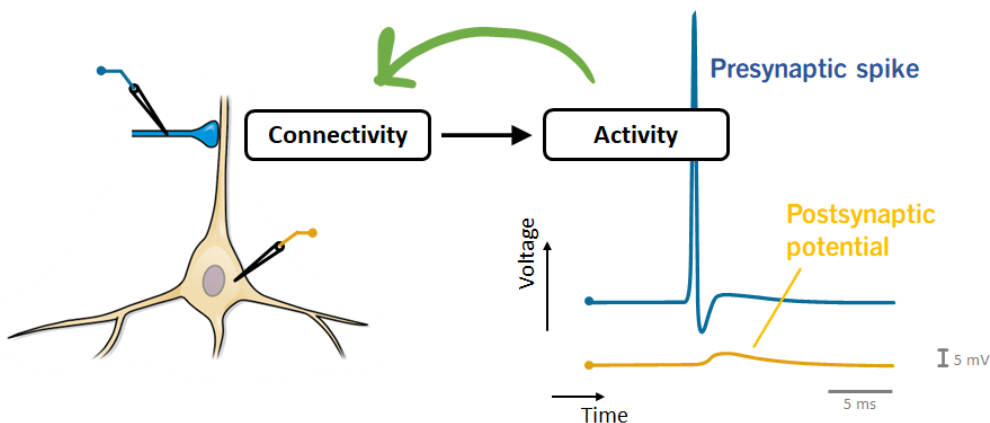 Presynaptic spike
Connectivity
Activity
Postsynaptic
potential
Voltage
5 mV
5 ms
Time